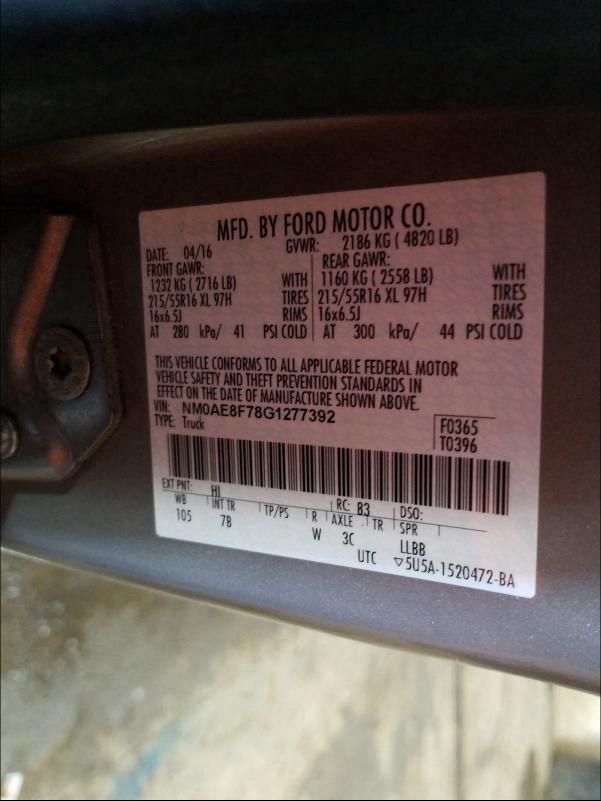 MFD. BY FORD MOTOR CO.
DATE: 04/16 GVWR: 2186 KG ( 4820 LB)
FRONT GAWR: REAR GAWR:
1232 KG ( 2716 LB) WITH 1160 KG ( 2558 LB) WITH
215/55R16 XL 97H TIRES 215/55R16 XL 97H TIRES
16x6.5J RIMS 16x6.5J RIMS
AT 280 kPa/ 41 PSI COLD AT 300 kPa/ 44 PSI COLD
THIS VEHICLE CONFORMS TO ALL APPLICABLE FEDERAL MOTOR
VEHICLE SAFETY AND THEFT PREVENTION STANDARDS IN
EFFECT ON THE DATE OF MANUFACTURE SHOWN ABOVE.
VIN: NM0AE8F78G1277392
TYPE: Truck
F0365
T0396
EXT PNT: HI RC: 83 DSO:
WB INT TR TP/PS R AXLE TR SPR
105 7B W 3C LLBB
UTC ▽5U5A-1520472-BA